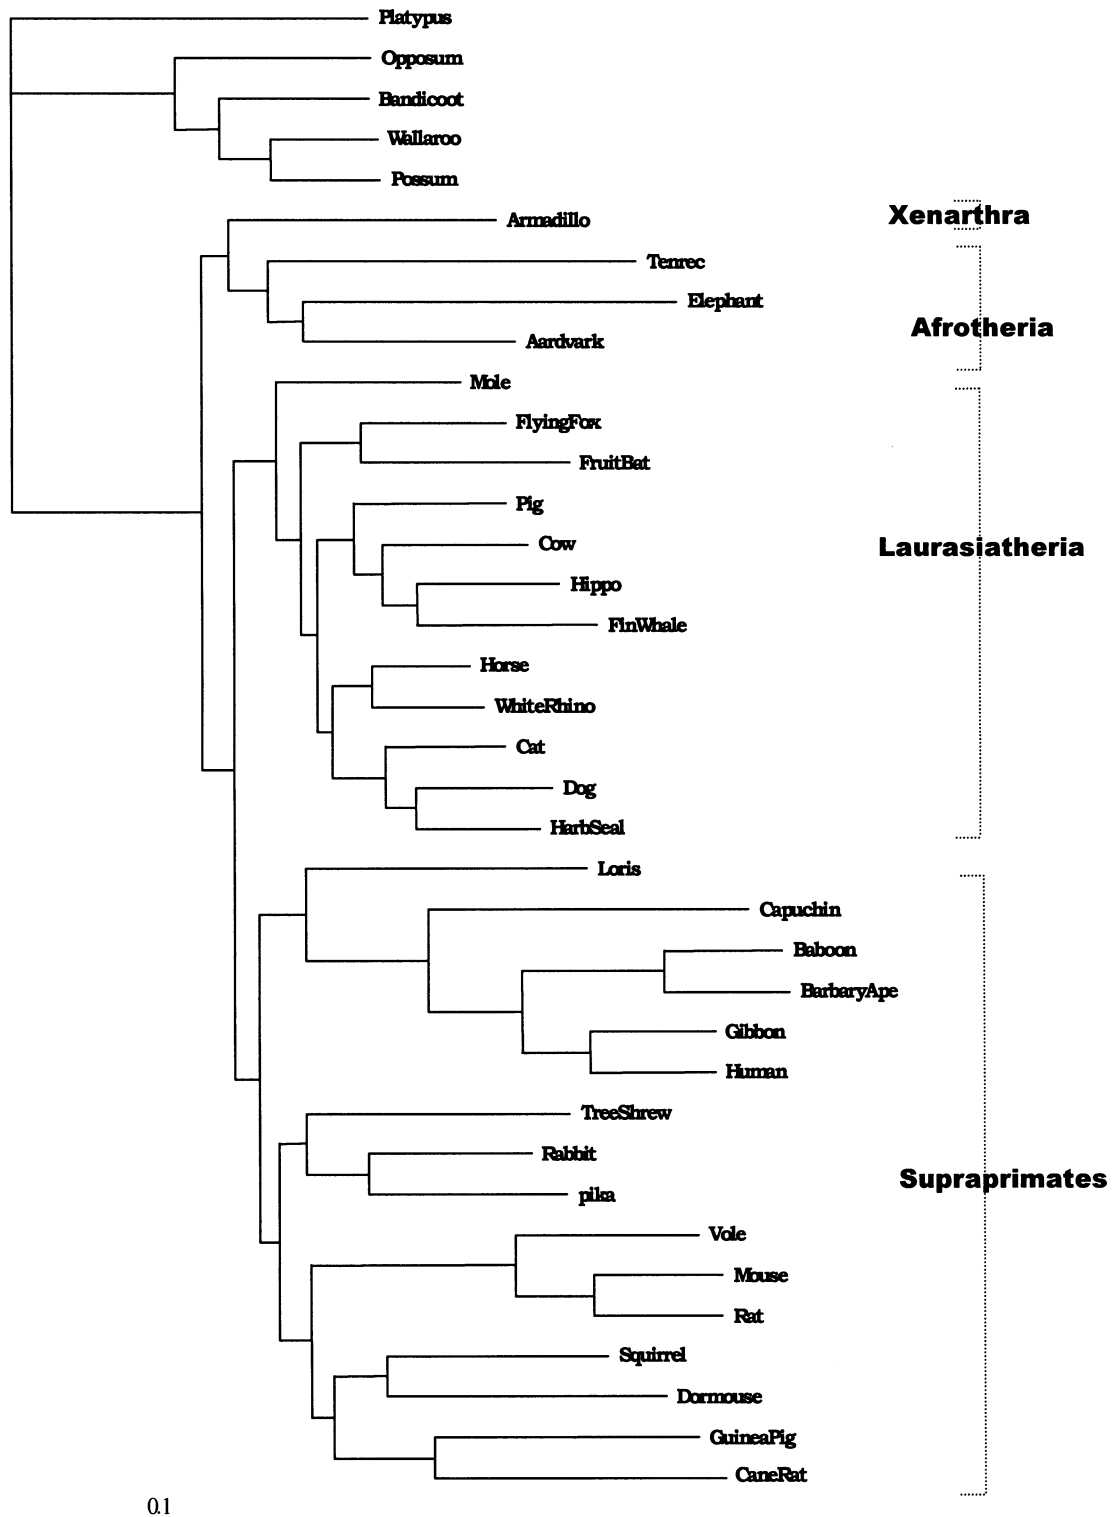 Platypus
Opposum
Bandicoot
Wallaroo
Possum
Armadillo
Xenarthra
Tenrec
Elephant
Afrotheria
Aardvark
Mole
FlyingFox
FruitBat
Pig
Cow
Laurasiatheria
Hippo
FinWhale
Horse
WhiteRhino
Cat
Dog
HarbSeal
Loris
Capuchin
Baboon
BarbaryApe
Gibbon
Human
TreeShrew
Rabbit
Supraprimates
pika
Vole
Mouse
Rat
Squirrel
Dormouse
GuineaPig
CaneRat
0.1